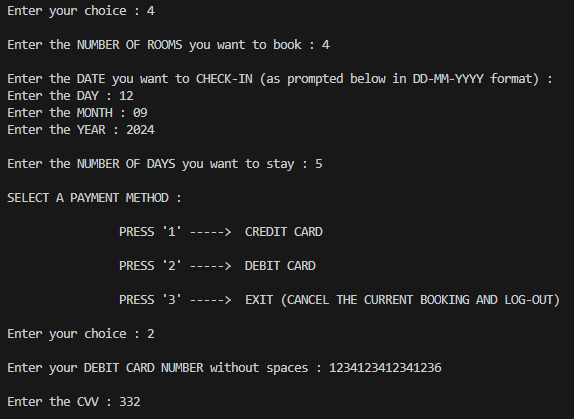 Enter your choice : 4
Enter the NUMBER OF ROOMS you want to book : 4
Enter the DATE you want to CHECK-IN (as prompted below in DD-MM-YYYY format) :
Enter the DAY : 12
Enter the MONTH : 09
Enter the YEAR : 2024
Enter the NUMBER OF DAYS you want to stay : 5
SELECT A PAYMENT METHOD :
PRESS '1' -----> CREDIT CARD
PRESS '2' -----> DEBIT CARD
PRESS '3' -----> EXIT (CANCEL THE CURRENT BOOKING AND LOG-OUT)
Enter your choice : 2
Enter your DEBIT CARD NUMBER without spaces : 1234123412341236
Enter the CVV : 332